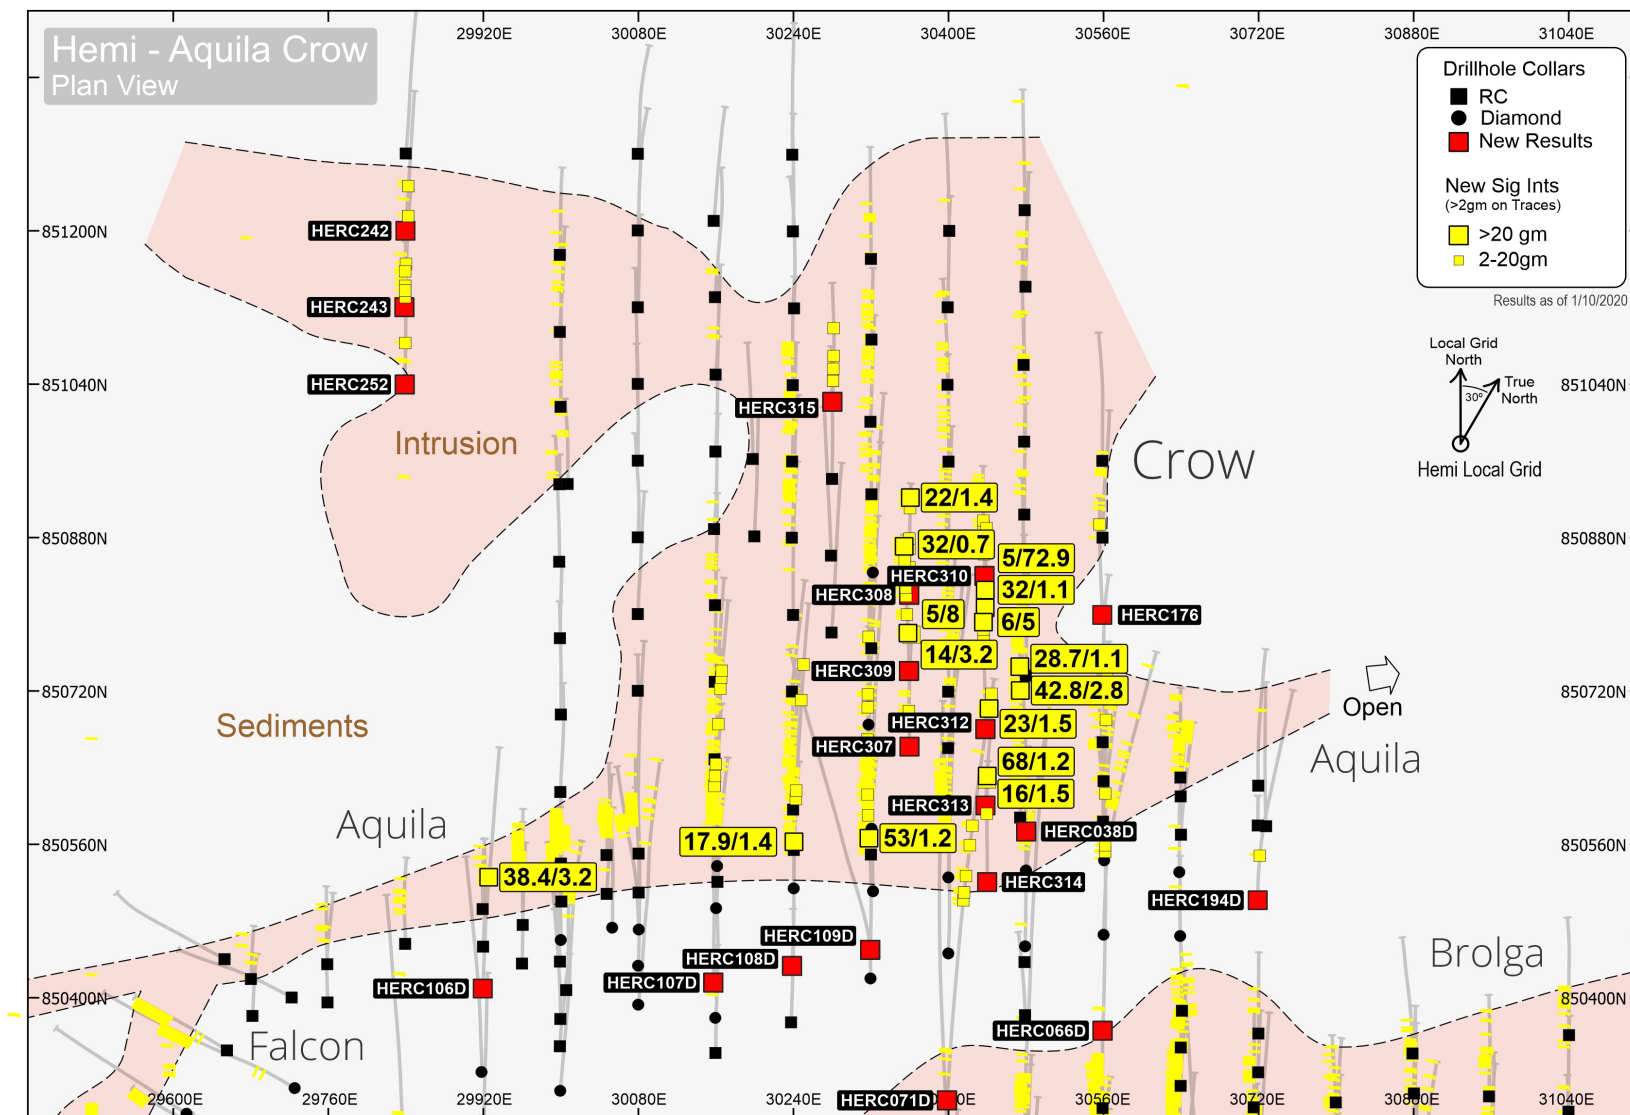 Hemi - Aquila Crow
Plan View
29920E
30080E
30240E
30400E
30560E
30720E
30880E
31040E
Drillhole Collars
RC
Diamond
New Results
New Sig Ints
(>2gm on Traces)
>20 gm
2-20gm
Results as of 1/10/2020
Local Grid
North
True
North
30º
Hemi Local Grid
851200N
HERC242
HERC243
851040N
HERC252
HERC315
851040N
Intrusion
Crow
22/1.4
850880N
32/0.7
850880N
5/72.9
HERC310
32/1.1
HERC308
5/8
6/5
HERC176
14/3.2
28.7/1.1
HERC309
850720N
42.8/2.8
850720N
Open
Sediments
HERC312
23/1.5
HERC307
68/1.2
Aquila
16/1.5
HERC313
Aquila
HERC038D
850560N
17.9/1.4
53/1.2
850560N
38.4/3.2
HERC314
HERC194D
HERC109D
HERC108D
Brolga
HERC107D
HERC106D
850400N
850400N
HERC066D
Falcon
29600E
29760E
29920E
30080E
30240E
HERC071D
30400E
30560E
30720E
30880E
31040E